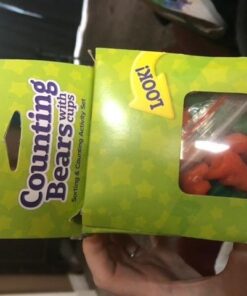 Counting
Bears with
cups
Sorting & Counting Activity Set
LOOK!